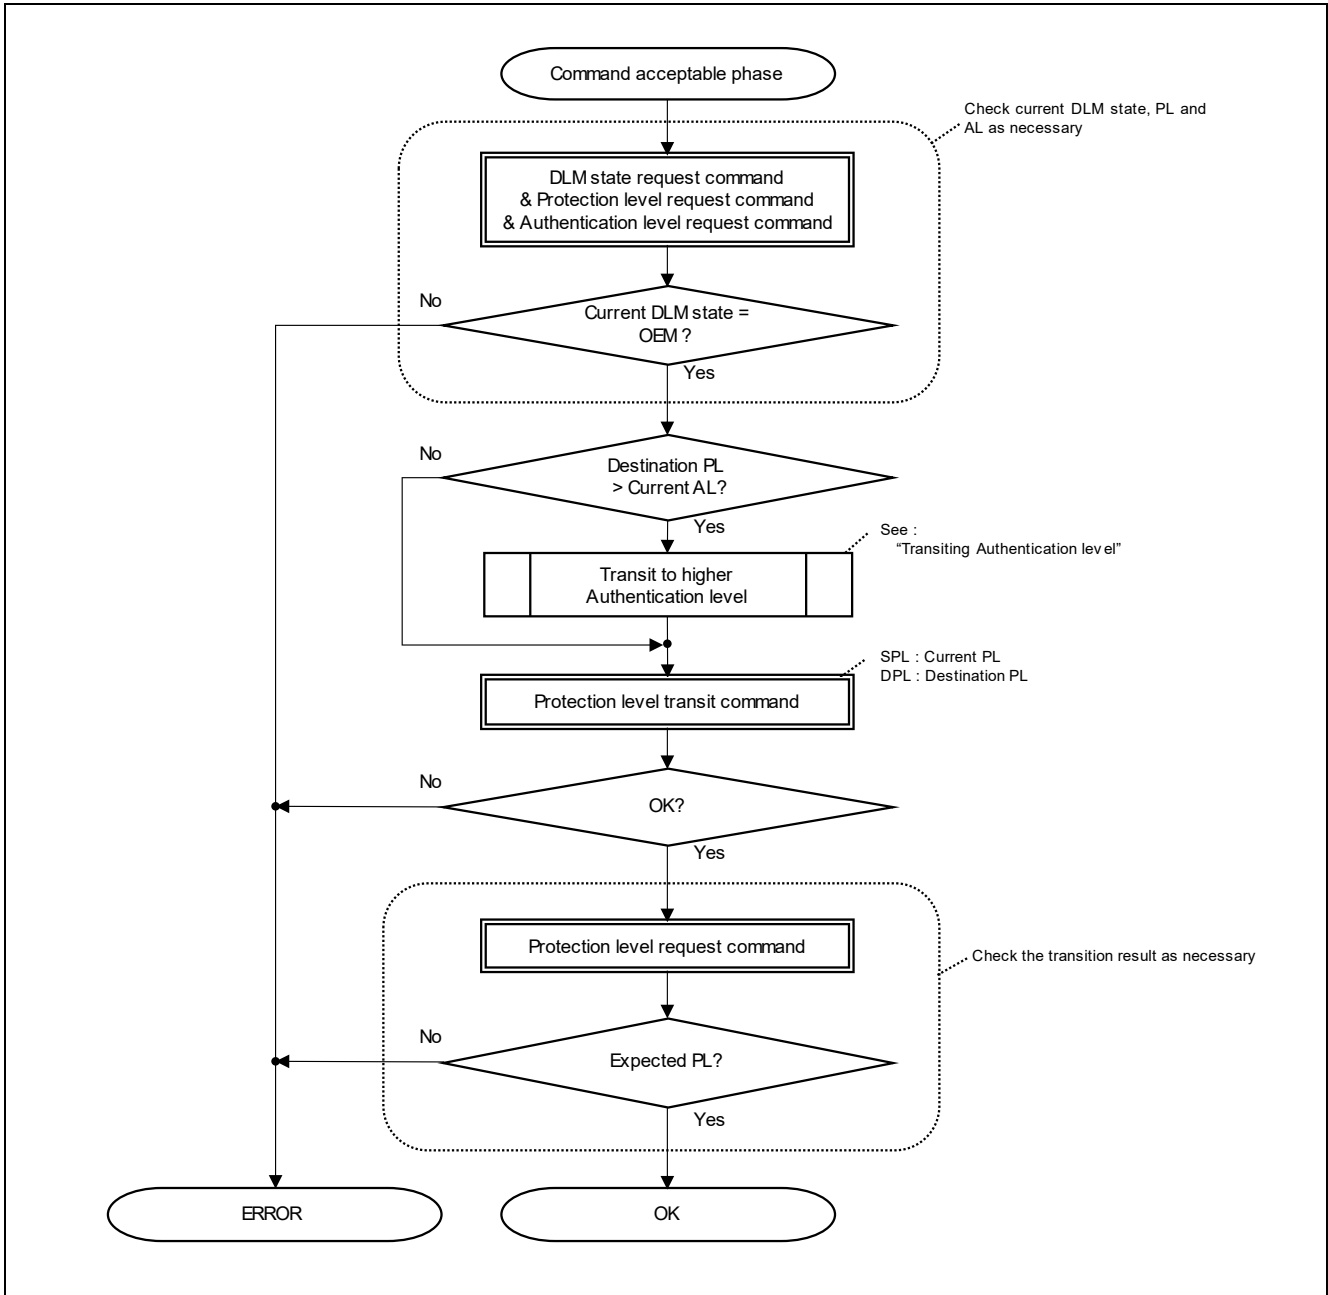 Command acceptable phase
Check current DLM state, PL and
AL as necessary
DLM state request command
& Protection level request command
& Authentication level request command
No
Current DLM state =
OEM ?
Yes
No
Destination PL
> Current AL?
Yes
See :
“Transiting Authentication level”
Transit to higher
Authentication level
SPL : Current PL
DPL : Destination PL
Protection level transit command
No
OK?
Yes
Protection level request command
Check the transition result as necessary
No
Expected PL?
Yes
ERROR
OK